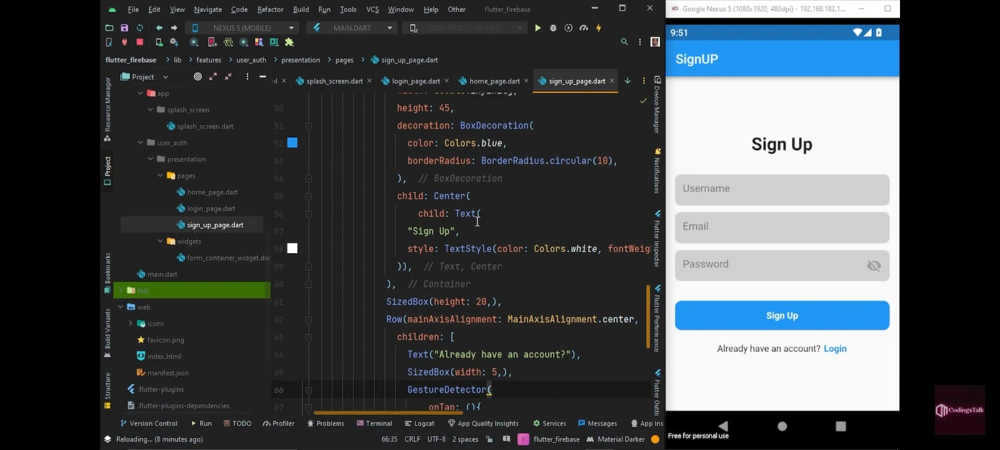 File Edit View Navigate Code Refactor Build Run Tools VCS Window Help Other flutter_firebase
NEXUS 5 (MOBILE) MAIN.DART GENYMOBILE NEXUS 5
flutter_firebase > lib > features > user_auth > presentation > pages > sign_up_page.dart
Project
splash_screen.dart login_page.dart home_page.dart sign_up_page.dart
app
splash_screen
splash_screen.dart
user_auth
presentation
pages
home_page.dart
login_page.dart
sign_up_page.dart
widgets
form_container_widget.dar
main.dart
test
web
icons
favicon.png
index.html
manifest.json
.flutter-plugins
.flutter-plugins-dependencies
Resource Manager
Project
Bookmarks
Build Variants
Structure
50 height: 45,
51 decoration: BoxDecoration(
52 color: Colors.blue,
53 borderRadius: BorderRadius.circular(10),
54 ), // BoxDecoration
55 child: Center(
56 child: Text(
57 "Sign Up",
58 style: TextStyle(color: Colors.white, fontWeig
59 )), // Text, Center
60 ), // Container
61 SizedBox(height: 20,),
62 Row(mainAxisAlignment: MainAxisAlignment.center,
63 children: [
64 Text("Already have an account?"),
65 SizedBox(width: 5,),
66 GestureDetector(
67 onTap: (){
Device Manager
Notifications
Flutter Inspector
Flutter Performance
Flutter Outlin
Version Control Run TODO Profiler Problems Terminal Logcat App Quality Insights Services Messages App Ins
Reloading... (8 minutes ago) 66:35 CRLF UTF-8 2 spaces F flutter_firebase Material Darker
Google Nexus 5 (1080x1920, 480dpi) - 192.168.182.1...
9:51
SignUP
Sign Up
Username
Email
Password
Sign Up
Already have an account? Login
Free for personal use
CodingxTalk